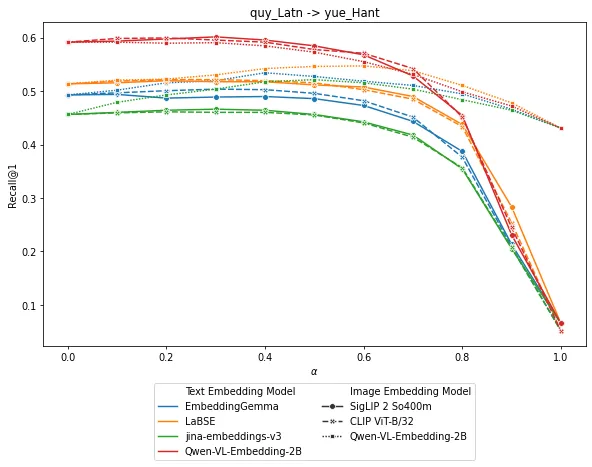 quy_Latn -> yue_Hant
Recall@1
0.6
0.5
0.4
0.3
0.2
0.1
0.0 0.2 0.4 0.6 0.8 1.0
α
Text Embedding Model Image Embedding Model
EmbeddingGemma SigLIP 2 So400m
LaBSE CLIP ViT-B/32
jina-embeddings-v3 Qwen-VL-Embedding-2B
Qwen-VL-Embedding-2B